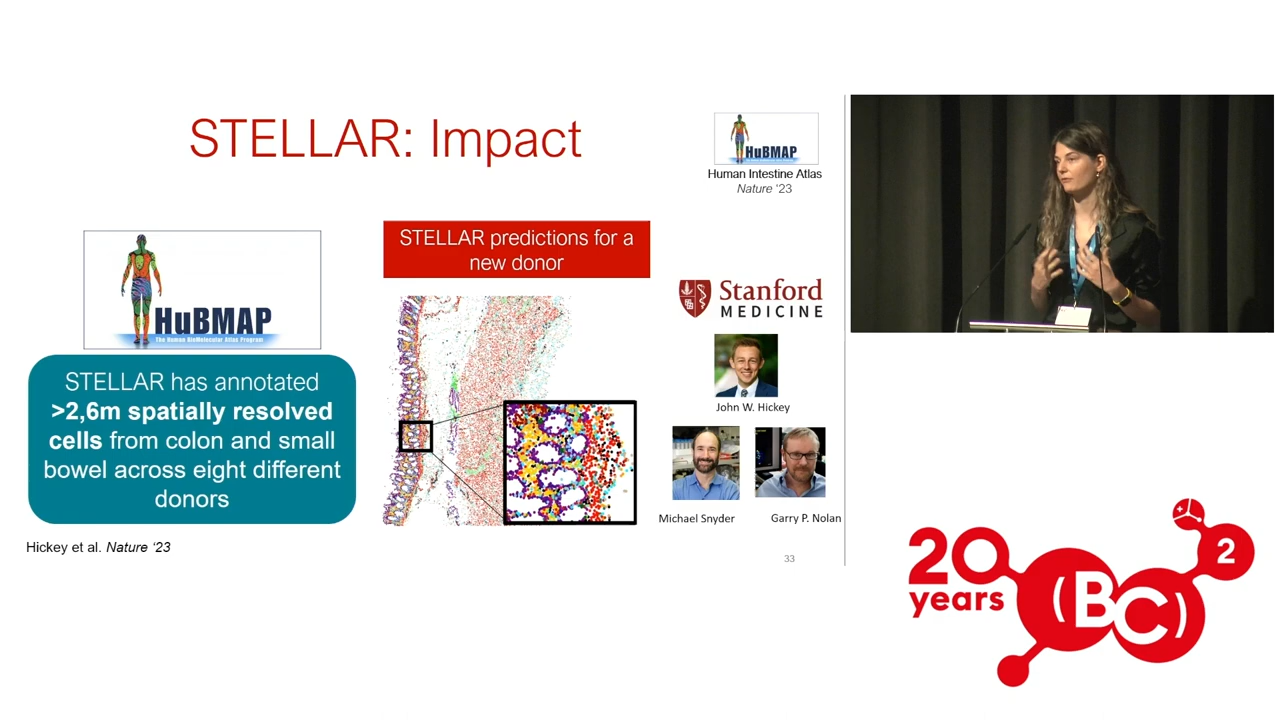 STELLAR: Impact
HuBMAP
Human Intestine Atlas
Nature '23
HuBMAP
The Human BioMolecular Atlas Program
STELLAR has annotated
>2,6m spatially resolved
cells from colon and small
bowel across eight different
donors
Hickey et al. Nature '23
STELLAR predictions for a
new donor
Stanford
MEDICINE
John W. Hickey
Michael Snyder
Garry P. Nolan
33
20
years
(BC)
2